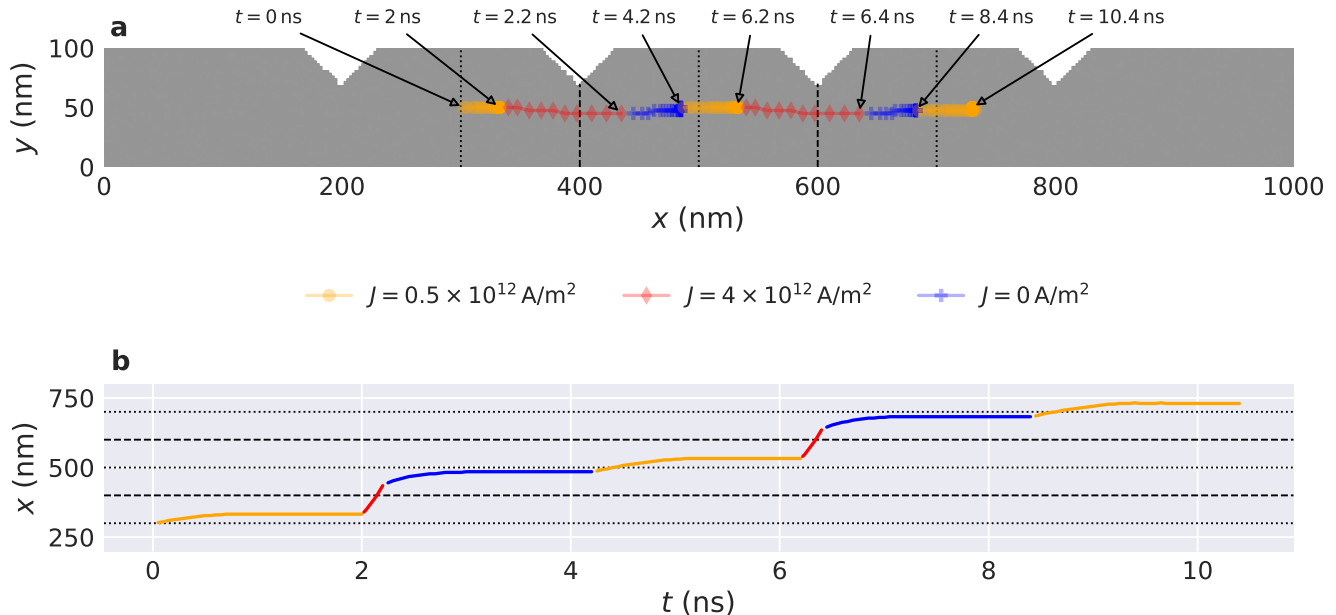 a
t = 0 ns t = 2 ns t = 2.2 ns t = 4.2 ns t = 6.2 ns t = 6.4 ns t = 8.4 ns t = 10.4 ns
100
50
0
y (nm)
0 200 400 600 800 1000
x (nm)
J = 0.5 × 10¹² A/m² J = 4 × 10¹² A/m² J = 0 A/m²
b
750
500
250
x (nm)
0 2 4 6 8 10
t (ns)